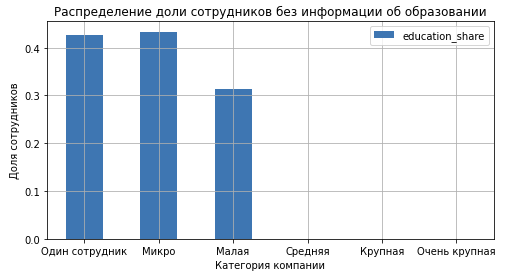 Распределение доли сотрудников без информации об образовании
education_share
Доля сотрудников
0.4
0.3
0.2
0.1
0.0
Один сотрудник Микро Малая Средняя Крупная Очень крупная
Категория компании